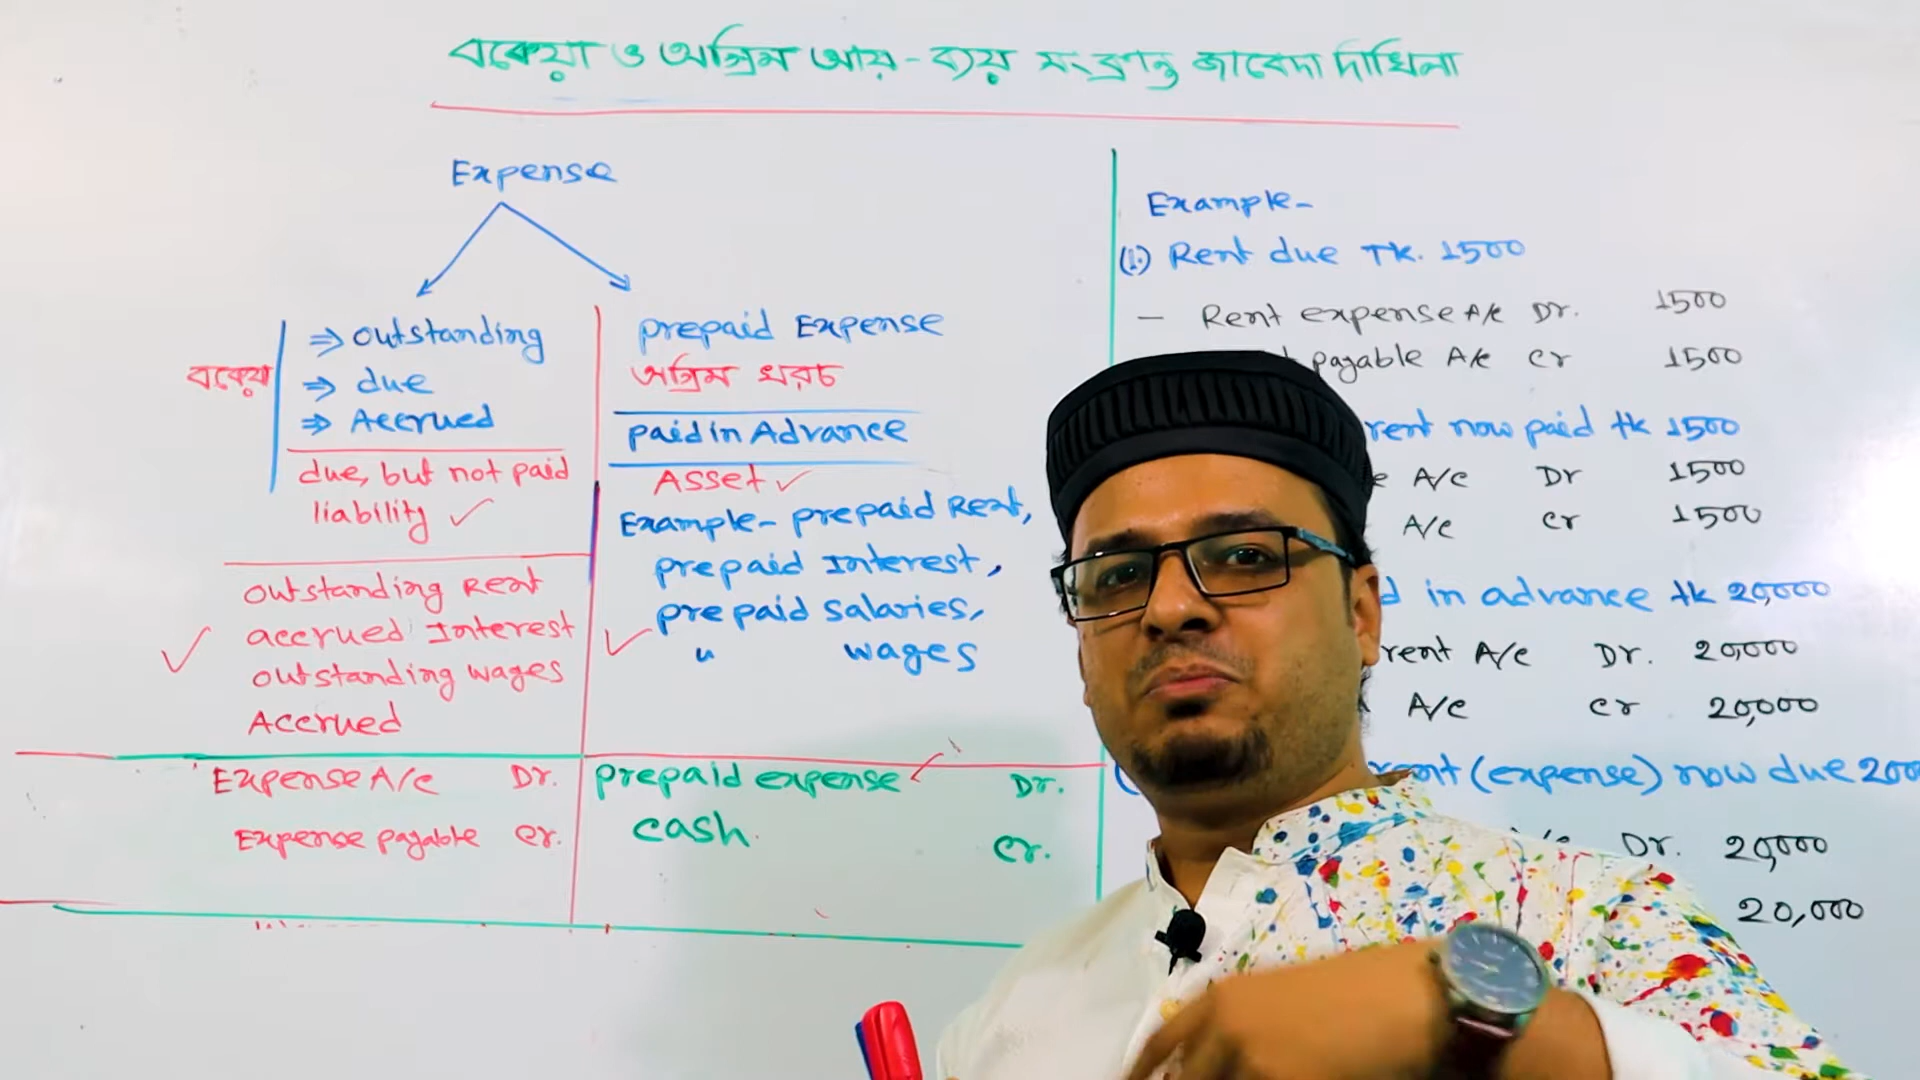 বকেয়া ও অগ্রিম আয় - ব্যয় সংক্রান্ত জাবেদা দাখিলা
Expense
বকেয়া
⇒ outstanding
⇒ due
⇒ Accrued
due, but not paid
liability ✓
outstanding Rent
accrued Interest
outstanding wages
Accrued
Expense A/c Dr.
Expense payable cr.
prepaid Expense
অগ্রিম খরচ
paid in Advance
Asset ✓
Example - prepaid Rent,
prepaid Interest,
prepaid salaries,
" wages
prepaid expense Dr.
cash. cr.
Example-
(i) Rent due Tk. 1500
— Rent expense A/c Dr. 1500
payable A/c cr 1500
rent now paid tk 1500
A/c Dr 1500
A/c cr 1500
in advance tk 20,000
rent A/c Dr. 20,000
A/c cr 20,000
(expense) now due
Dr. 20,000
20,000